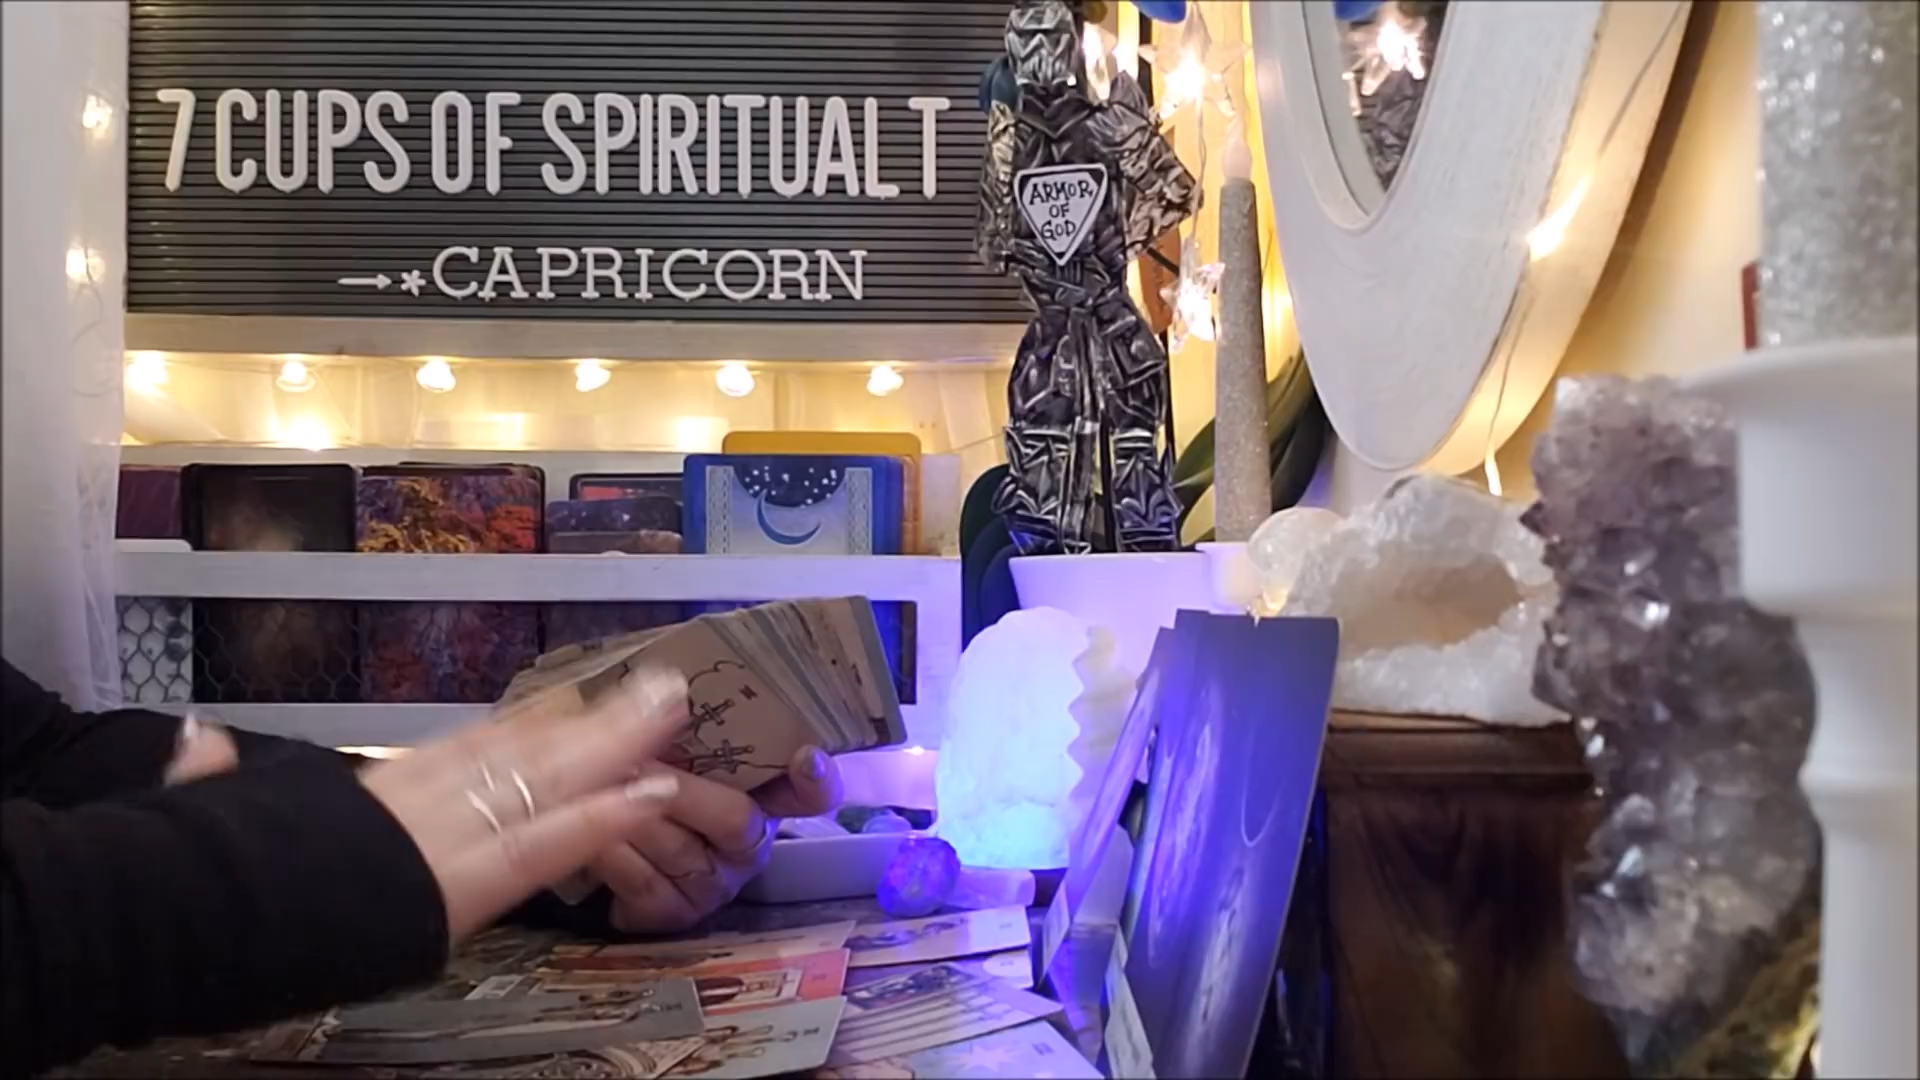 7 CUPS OF SPIRITUAL T
→*CAPRICORN
ARMOR
OF
GOD